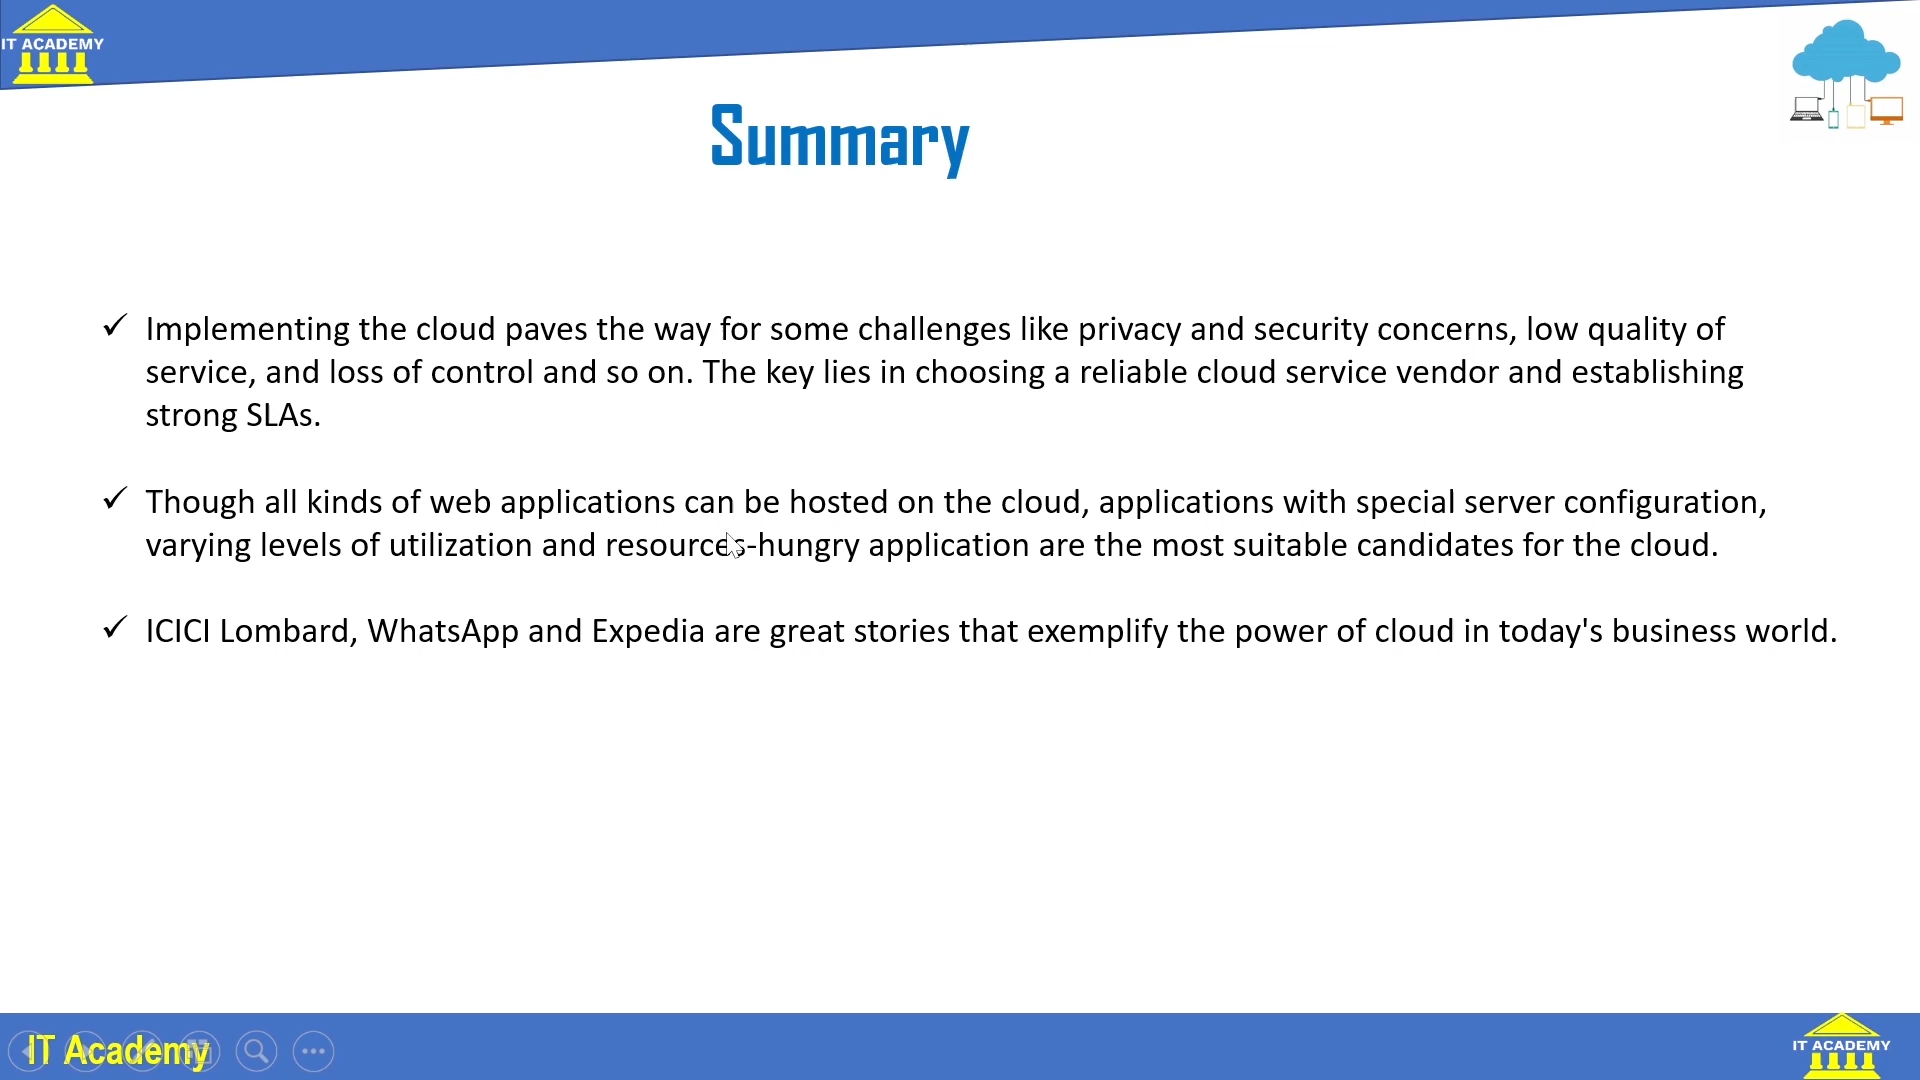 IT ACADEMY
Summary
✓ Implementing the cloud paves the way for some challenges like privacy and security concerns, low quality of
service, and loss of control and so on. The key lies in choosing a reliable cloud service vendor and establishing
strong SLAs.
✓ Though all kinds of web applications can be hosted on the cloud, applications with special server configuration,
varying levels of utilization and resources-hungry application are the most suitable candidates for the cloud.
✓ ICICI Lombard, WhatsApp and Expedia are great stories that exemplify the power of cloud in today's business world.
IT Academy
IT ACADEMY